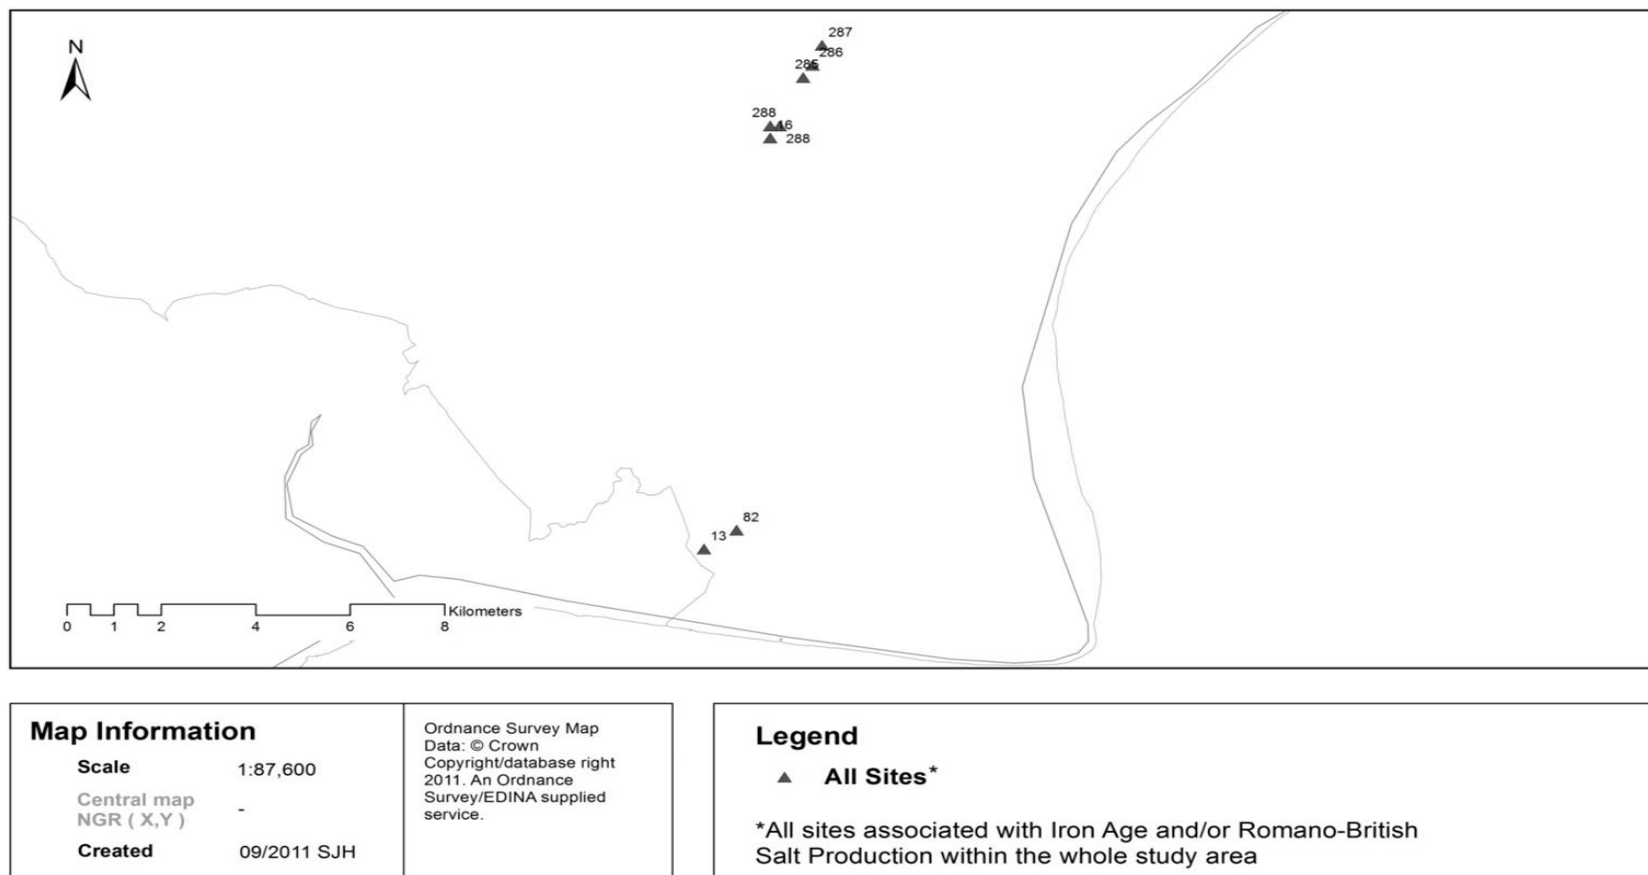 N
287
286
285
288
16
288
82
13
Kilometers
0 1 2 4 6 8
Map Information
Scale 1:87,600
Central map
NGR ( X,Y ) -
Created 09/2011 SJH
Ordnance Survey Map
Data: © Crown
Copyright/database right
2011. An Ordnance
Survey/EDINA supplied
service.
Legend
All Sites*
*All sites associated with Iron Age and/or Romano-British
Salt Production within the whole study area